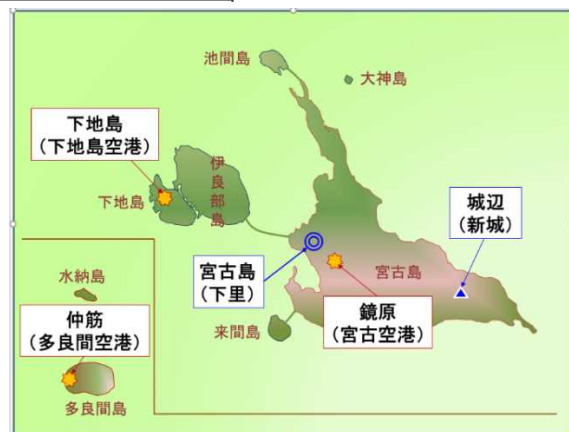 池間島
大神島
下地島
(下地島空港)
伊良部島
下地島
城辺
(新城)
宮古島
(下里)
宮古島
鏡原
(宮古空港)
水納島
来間島
仲筋
(多良間空港)
多良間島